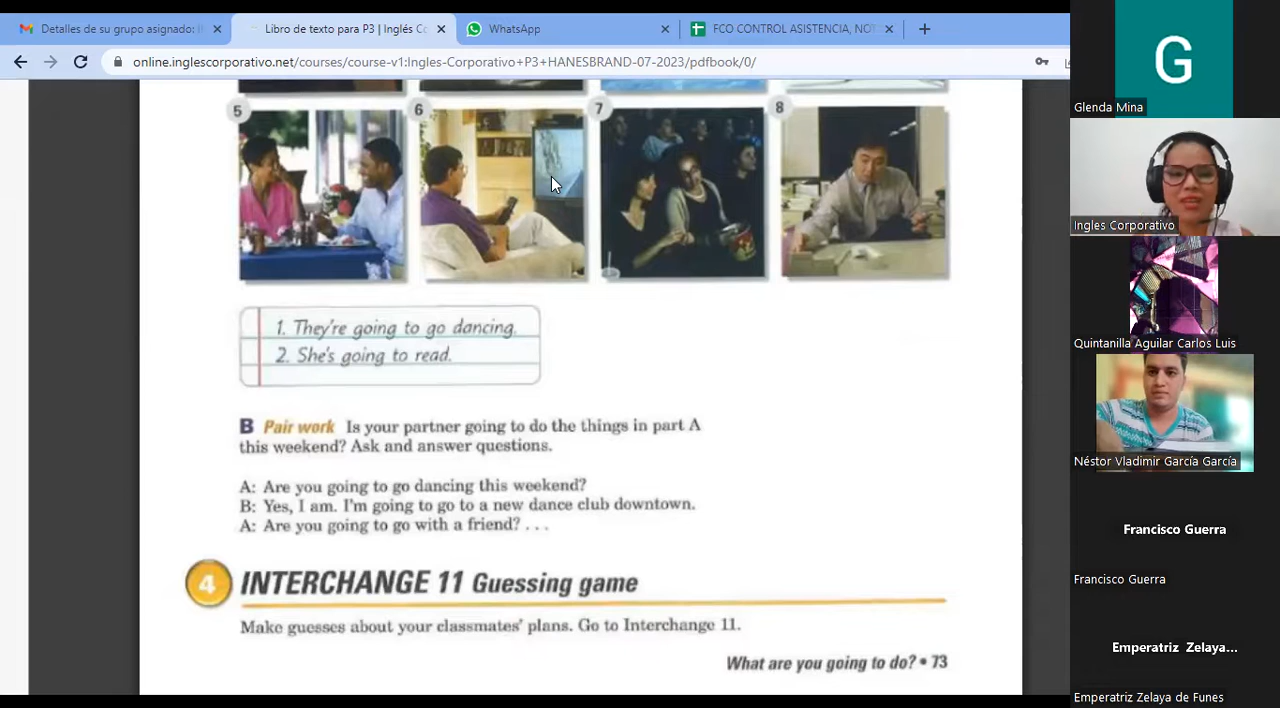 Detalles de su grupo asignado: I
Libro de texto para P3 | Inglés Co
WhatsApp
FCO CONTROL ASISTENCIA, NOT
online.inglescorporativo.net/courses/course-v1:Ingles-Corporativo+P3+HANESBRAND-07-2023/pdfbook/0/
5
6
7
8
1. They're going to go dancing.
2. She's going to read.
B Pair work Is your partner going to do the things in part A
this weekend? Ask and answer questions.
A: Are you going to go dancing this weekend?
B: Yes, I am. I'm going to go to a new dance club downtown.
A: Are you going to go with a friend? . . .
4 INTERCHANGE 11 Guessing game
Make guesses about your classmates' plans. Go to Interchange 11.
What are you going to do? • 73
G
Glenda Mina
Ingles Corporativo
Quintanilla Aguilar Carlos Luis
Néstor Vladimir García García
Francisco Guerra
Francisco Guerra
Emperatriz Zelaya...
Emperatriz Zelaya de Funes